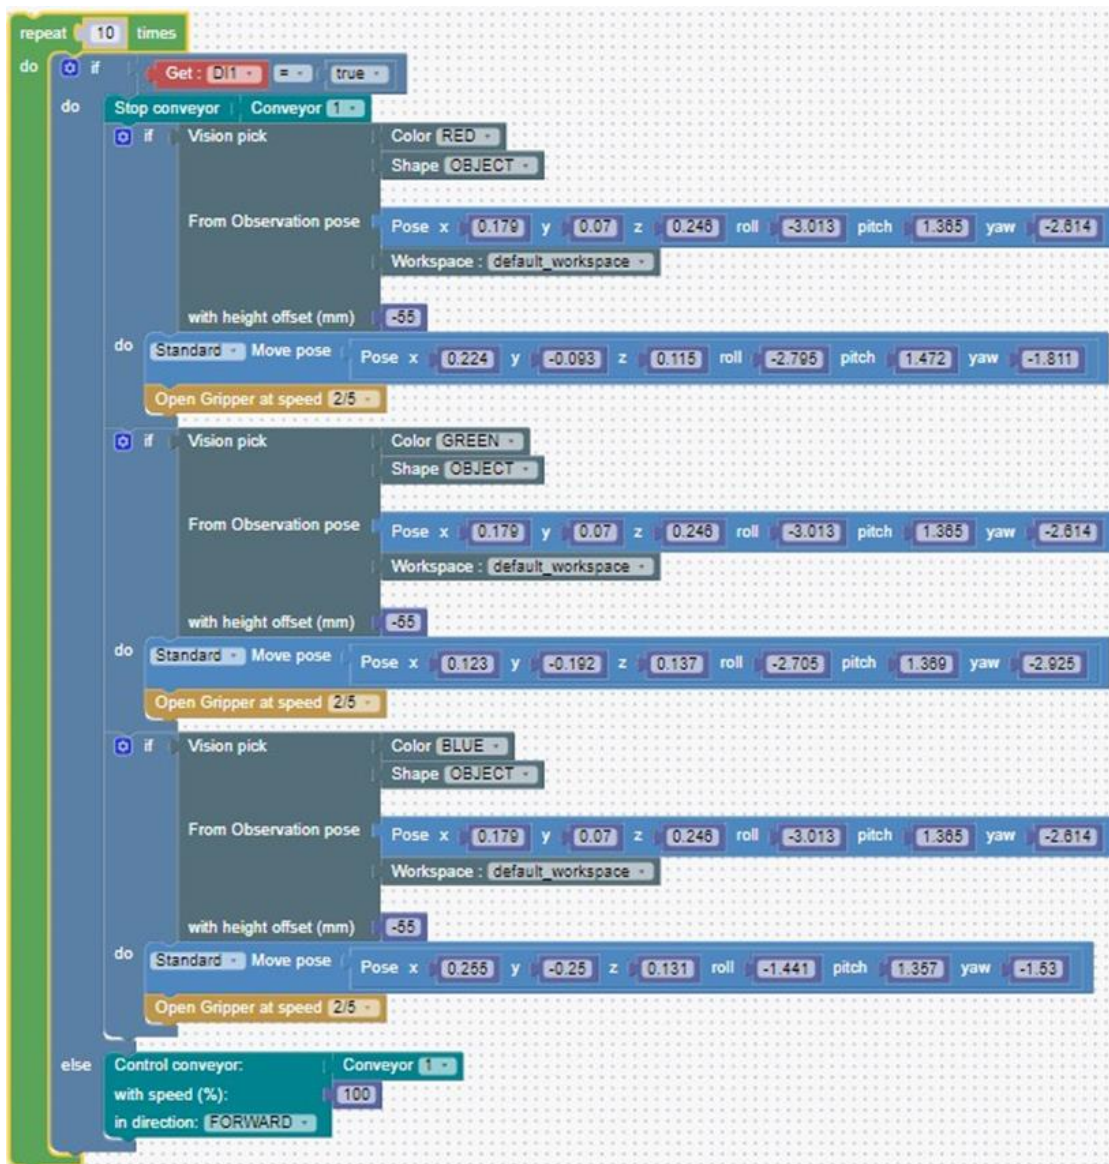 repeat 10 times
do if Get : DI1 = true
do Stop conveyor Conveyor 1
if Vision pick Color RED
Shape OBJECT
From Observation pose Pose x 0.179 y 0.07 z 0.246 roll -3.013 pitch 1.365 yaw -2.614
Workspace : default_workspace
with height offset (mm) -55
do Standard Move pose Pose x 0.224 y -0.093 z 0.115 roll -2.795 pitch 1.472 yaw -1.811
Open Gripper at speed 2/5
if Vision pick Color GREEN
Shape OBJECT
From Observation pose Pose x 0.179 y 0.07 z 0.246 roll -3.013 pitch 1.365 yaw -2.614
Workspace : default_workspace
with height offset (mm) -55
do Standard Move pose Pose x 0.123 y -0.192 z 0.137 roll -2.705 pitch 1.369 yaw -2.925
Open Gripper at speed 2/5
if Vision pick Color BLUE
Shape OBJECT
From Observation pose Pose x 0.179 y 0.07 z 0.246 roll -3.013 pitch 1.365 yaw -2.614
Workspace : default_workspace
with height offset (mm) -55
do Standard Move pose Pose x 0.255 y -0.25 z 0.131 roll -1.441 pitch 1.357 yaw -1.53
Open Gripper at speed 2/5
else Control conveyor: Conveyor 1
with speed (%): 100
in direction: FORWARD